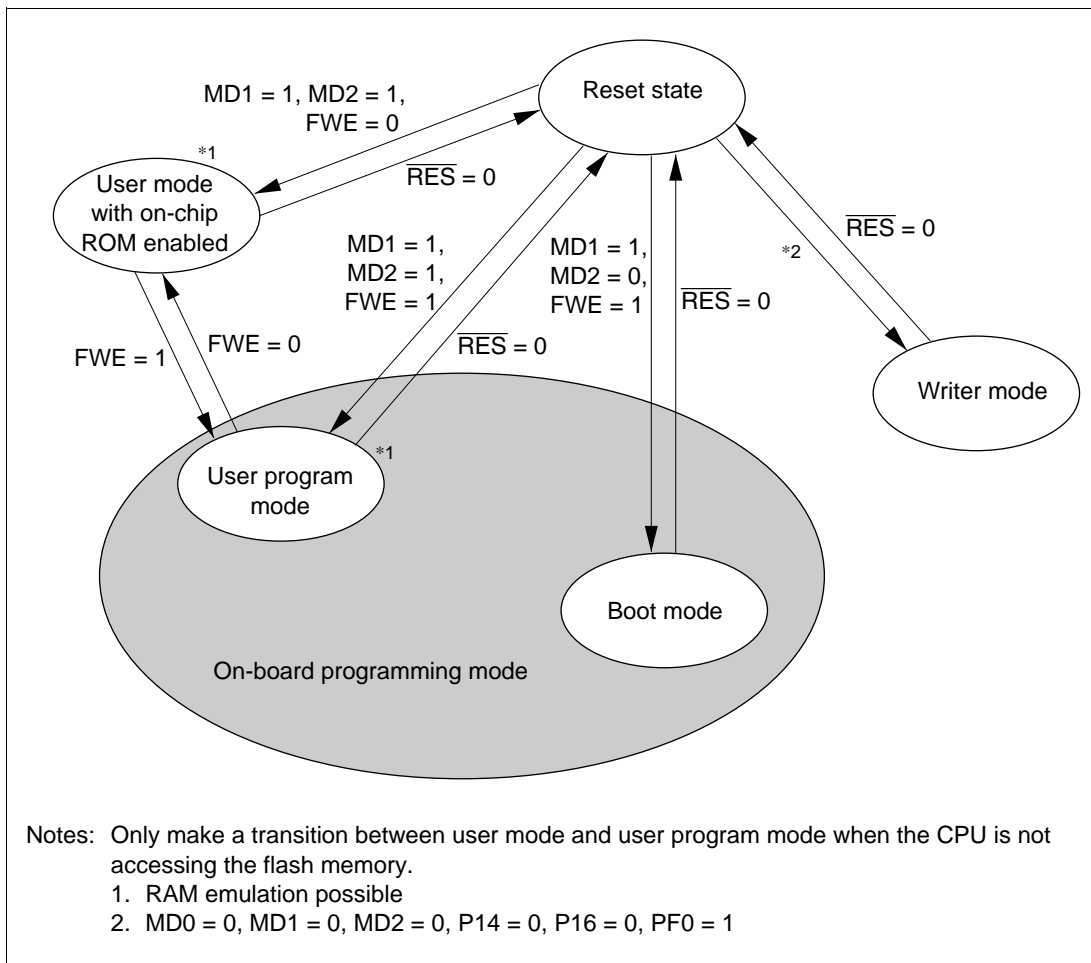 Reset state
MD1 = 1, MD2 = 1,
FWE = 0
*1
User mode
with on-chip
ROM enabled
R̅E̅S̅ = 0
MD1 = 1,
MD2 = 1,
FWE = 1
R̅E̅S̅ = 0
MD1 = 1,
MD2 = 0,
FWE = 1
R̅E̅S̅ = 0
*2
R̅E̅S̅ = 0
FWE = 1
FWE = 0
Writer mode
User program
mode
*1
Boot mode
On-board programming mode
Notes: Only make a transition between user mode and user program mode when the CPU is not
accessing the flash memory.
1. RAM emulation possible
2. MD0 = 0, MD1 = 0, MD2 = 0, P14 = 0, P16 = 0, PF0 = 1